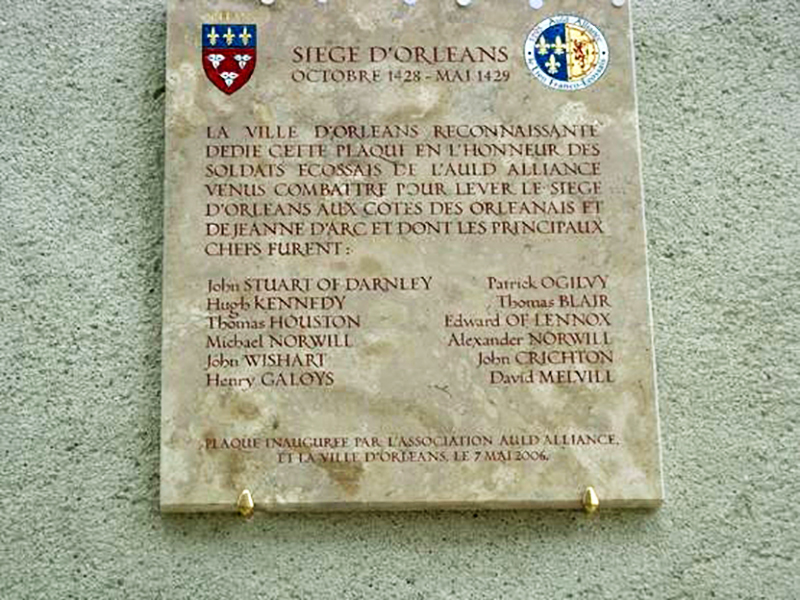 SIEGE D'ORLEANS
OCTOBRE 1428 - MAI 1429
LA VILLE D'ORLEANS RECONNAISSANTE
DEDIE CETTE PLAQUE EN L'HONNEUR DES
SOLDATS ECOSSAIS DE L'AULD ALLIANCE
VENUS COMBATTRE POUR LEVER LE SIEGE
D'ORLEANS AUX COTES DES ORLEANAIS ET
DE JEANNE D'ARC ET DONT LES PRINCIPAUX
CHEFS FURENT :
John STUART OF DARNLEY Patrick OGILVY
Hugh KENNEDY Thomas BLAIR
Thomas HOUSTON Edward OF LENNOX
Michael NORWILL Alexander NORWILL
John WISHART John CRICHTON
Henry GALOYS David MELVILL
PLAQUE INAUGUREE PAR L'ASSOCIATION AULD ALLIANCE,
ET LA VILLE D'ORLEANS, LE 7 MAI 2006.